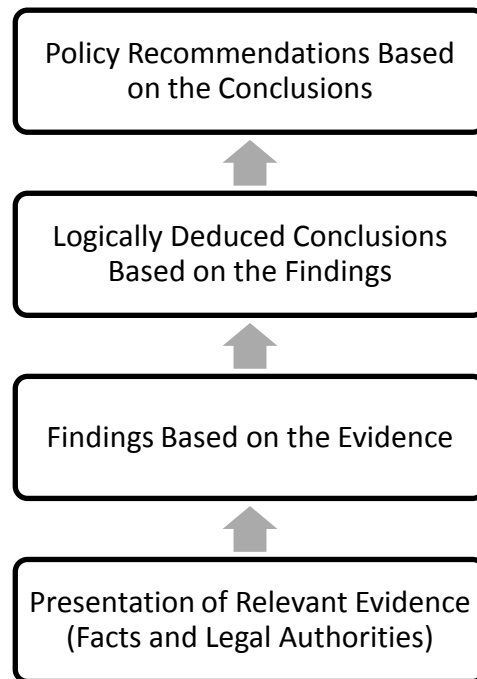 Policy Recommendations Based
on the Conclusions
Logically Deduced Conclusions
Based on the Findings
Findings Based on the Evidence
Presentation of Relevant Evidence
(Facts and Legal Authorities)